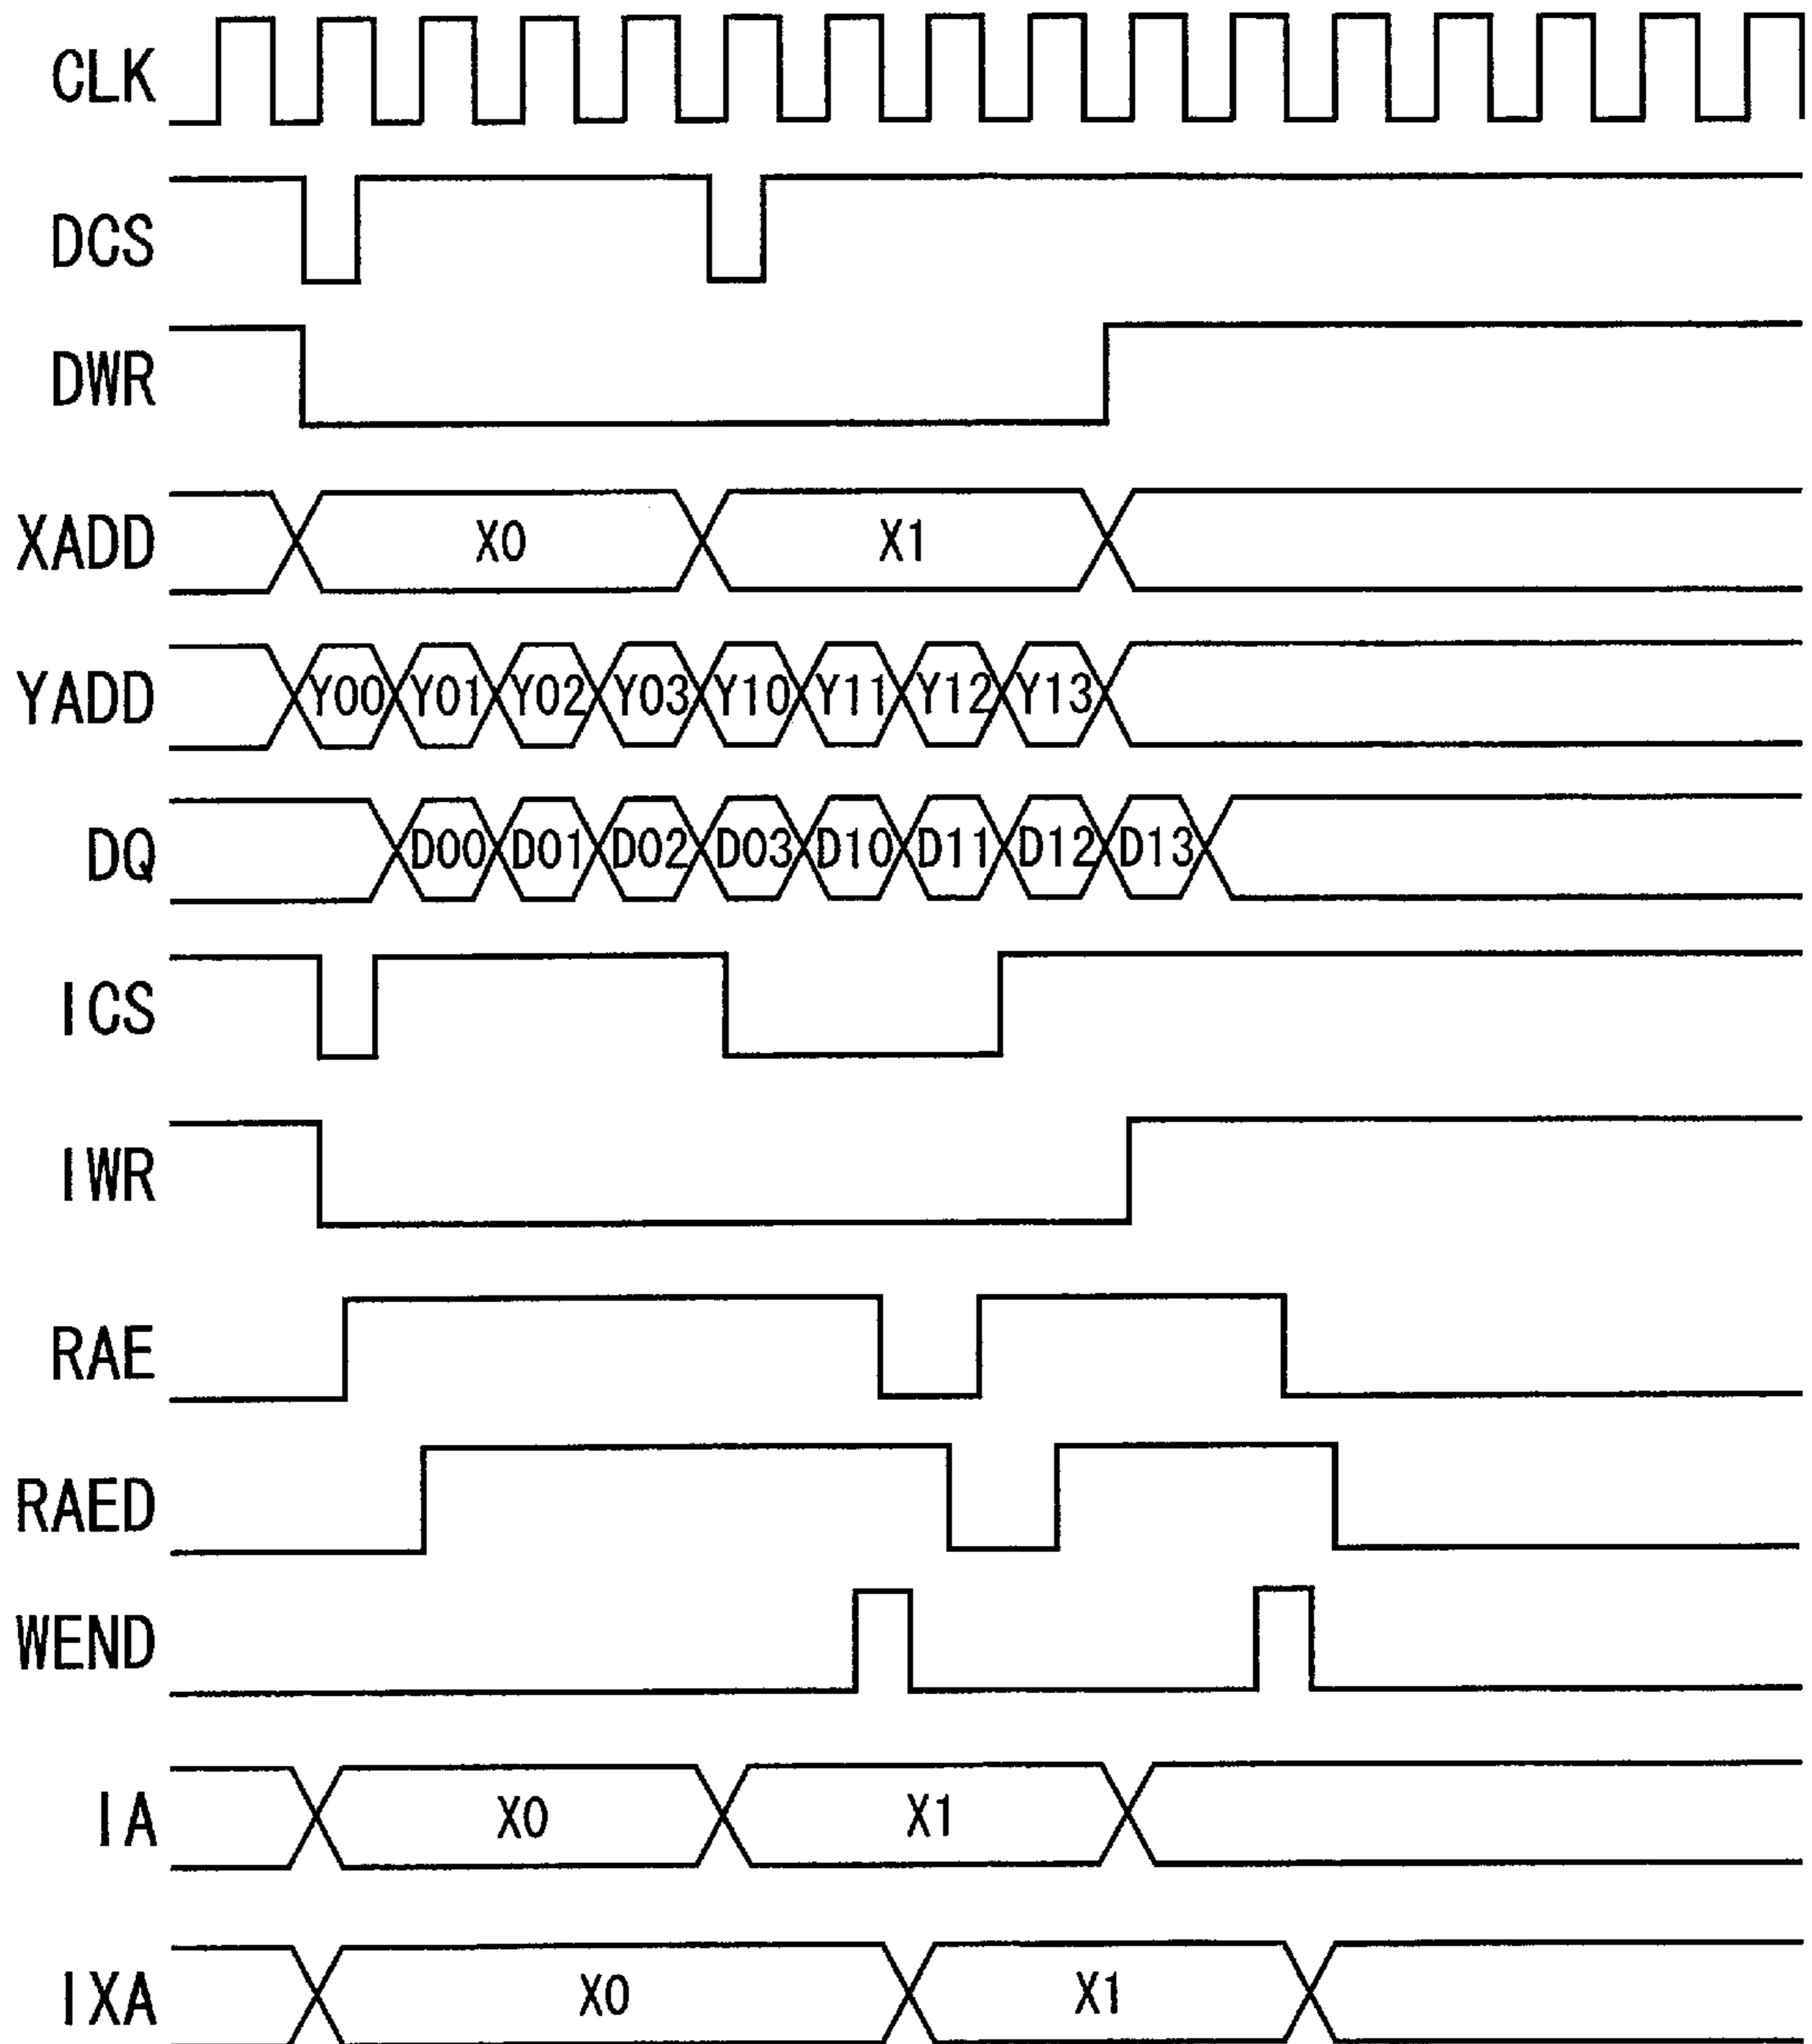 CLK
DCS
DWR
XADD X0 X1
YADD Y00 Y01 Y02 Y03 Y10 Y11 Y12 Y13
DQ D00 D01 D02 D03 D10 D11 D12 D13
ICS
IWR
RAE
RAED
WEND
IA X0 X1
IXA X0 X1